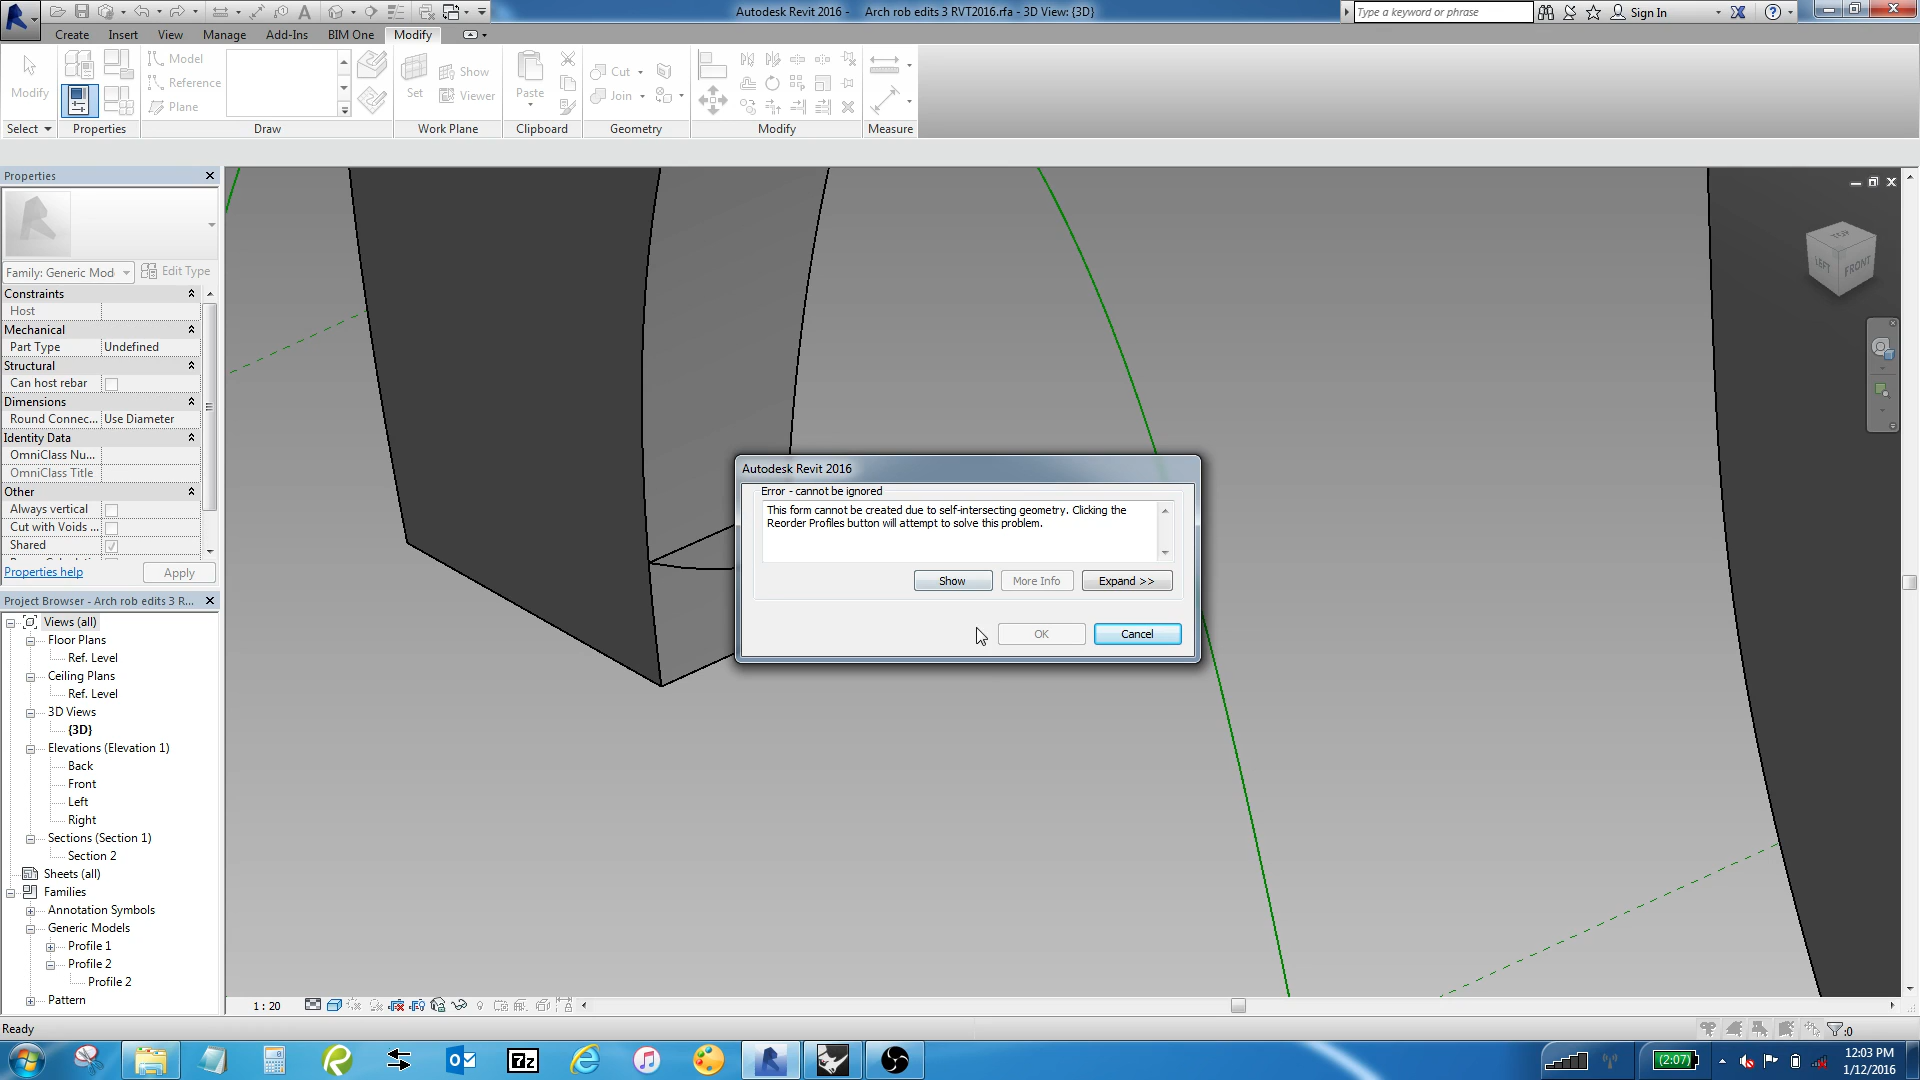 Autodesk Revit 2016 - Arch rob edits 3 RVT2016.rfa - 3D View: {3D}
Type a keyword or phrase
Sign In
Create Insert View Manage Add-Ins BIM One Modify
Modify
Model
Reference
Plane
Set
Show
Viewer
Paste
Cut
Join
Select Properties Draw Work Plane Clipboard Geometry Modify Measure
Properties
Family: Generic Mod
Edit Type
Constraints
Host
Mechanical
Part Type Undefined
Structural
Can host rebar
Dimensions
Round Connec... Use Diameter
Identity Data
OmniClass Nu...
OmniClass Title
Other
Always vertical
Cut with Voids ...
Shared
Properties help
Apply
Project Browser - Arch rob edits 3 R...
Views (all)
Floor Plans
Ref. Level
Ceiling Plans
Ref. Level
3D Views
{3D}
Elevations (Elevation 1)
Back
Front
Left
Right
Sections (Section 1)
Section 2
Sheets (all)
Families
Annotation Symbols
Generic Models
Profile 1
Profile 2
Profile 2
Pattern
TOP
LEFT
FRONT
Autodesk Revit 2016
Error - cannot be ignored
This form cannot be created due to self-intersecting geometry. Clicking the
Reorder Profiles button will attempt to solve this problem.
Show
More Info
Expand >>
OK
Cancel
1 : 20
Ready
:0
7z
(2:07)
12:03 PM
1/12/2016